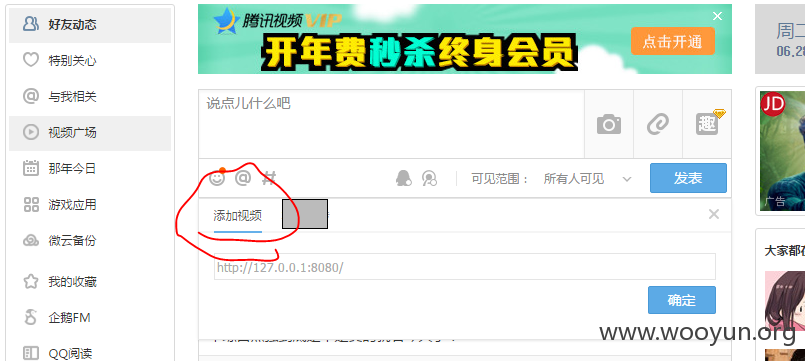 好友动态
特别关心
与我相关
视频广场
那年今日
游戏应用
微云备份
我的收藏
企鹅FM
QQ阅读
腾讯视频VIP
开年费秒杀终身会员
点击开通
说点儿什么吧
趣
可见范围： 所有人可见
发表
添加视频
http://127.0.0.1:8080/
确定
周二
06.28
JD
广告
大家都在
www.wooyun.org